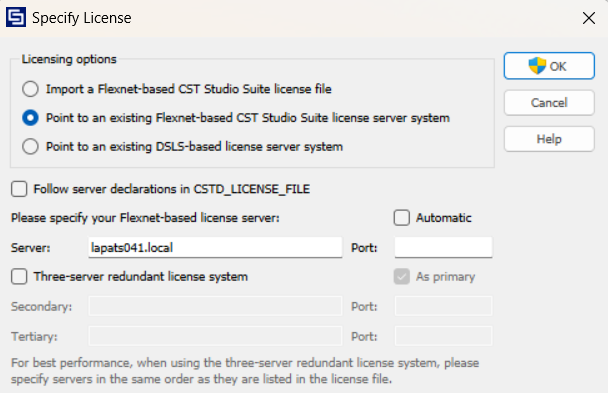 Specify License
Licensing options
Import a Flexnet-based CST Studio Suite license file
OK
Point to an existing Flexnet-based CST Studio Suite license server system
Cancel
Point to an existing DSLS-based license server system
Help
Follow server declarations in CSTD_LICENSE_FILE
Please specify your Flexnet-based license server:
Automatic
Server: lapats041.local Port:
Three-server redundant license system
As primary
Secondary: Port:
Tertiary: Port:
For best performance, when using the three-server redundant license system, please
specify servers in the same order as they are listed in the license file.